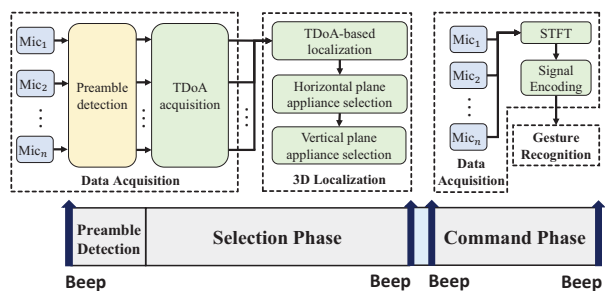 Mic₁
Mic₂
⋮
Micₙ
Preamble
detection
⋮
TDoA
acquisition
⋮
Data Acquisition
TDoA-based
localization
Horizontal plane
appliance selection
Vertical plane
appliance selection
3D Localization
Mic₁
Mic₂
⋮
Micₙ
Data
Acquisition
STFT
Signal
Encoding
Gesture
Recognition
Preamble
Detection
Selection Phase
Command Phase
Beep
Beep
Beep
Beep